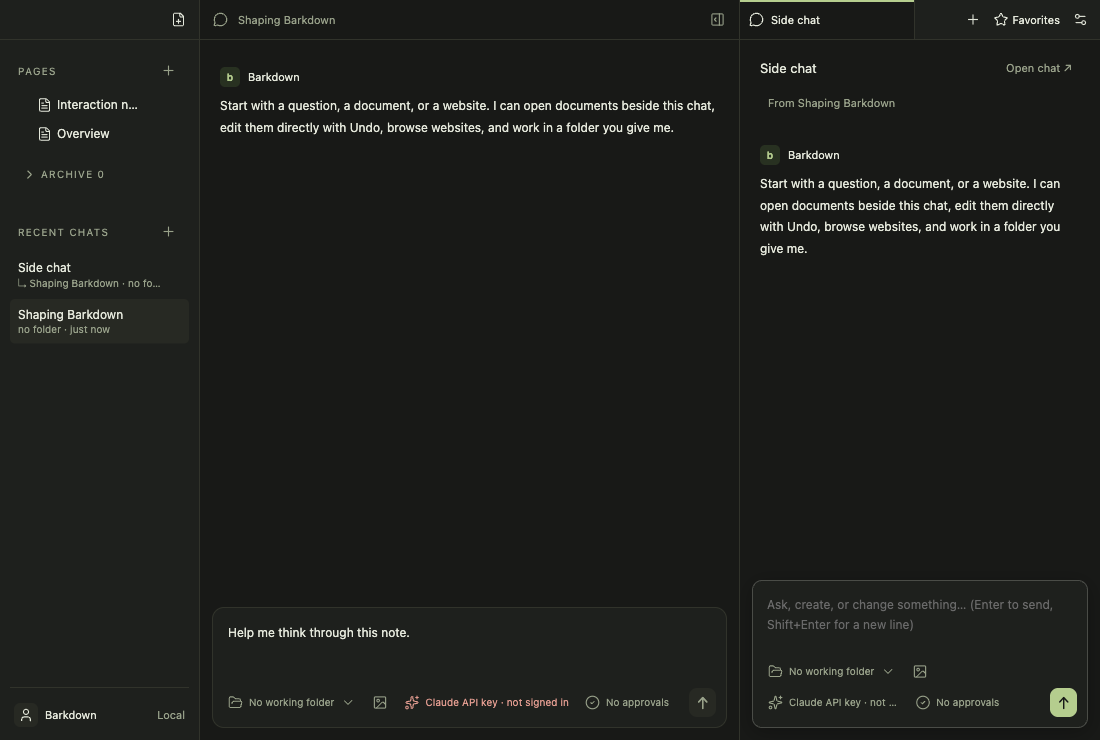 Shaping Barkdown
Side chat
Favorites
PAGES
Interaction n...
Overview
ARCHIVE 0
RECENT CHATS
Side chat
Shaping Barkdown · no fo...
Shaping Barkdown
no folder · just now
Barkdown
Local
b Barkdown
Start with a question, a document, or a website. I can open documents beside this chat,
edit them directly with Undo, browse websites, and work in a folder you give me.
Help me think through this note.
No working folder
Claude API key · not signed in
No approvals
Side chat
Open chat ↗
From Shaping Barkdown
b Barkdown
Start with a question, a document, or a website. I can
open documents beside this chat, edit them directly
with Undo, browse websites, and work in a folder you
give me.
Ask, create, or change something... (Enter to send,
Shift+Enter for a new line)
No working folder
Claude API key · not ...
No approvals